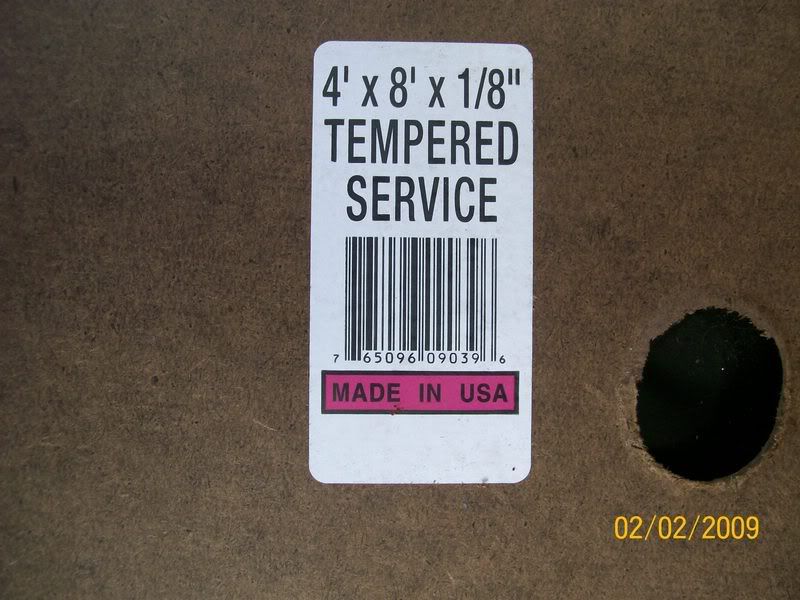 4' x 8' x 1/8"
TEMPERED
SERVICE
7 65096 09039 6
MADE IN USA
02/02/2009